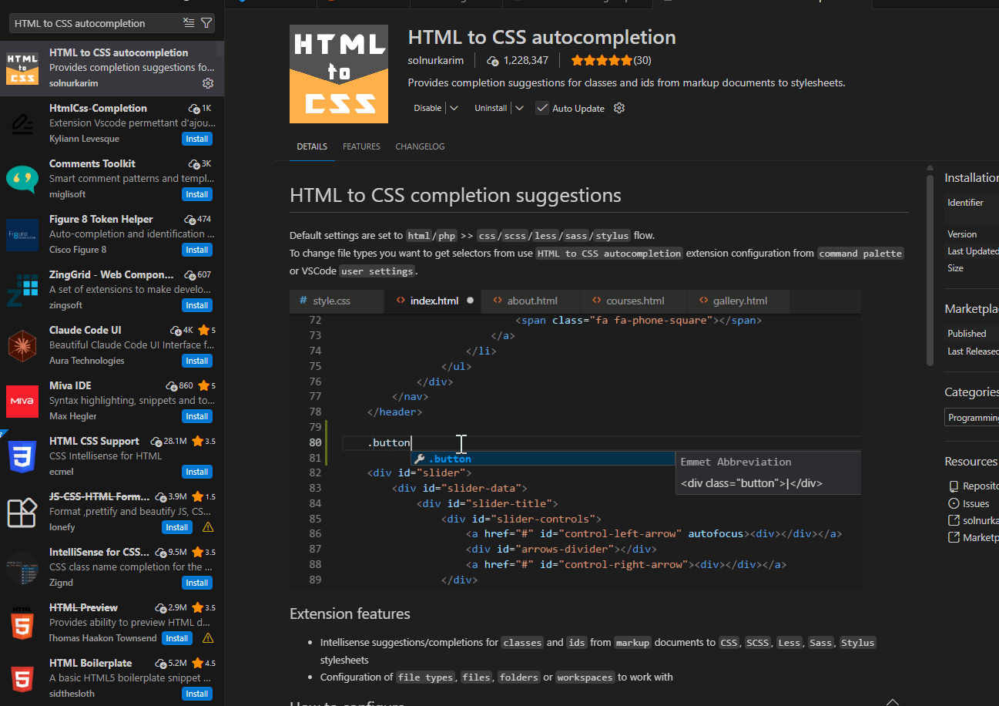 HTML to CSS autocompletion
HTML to CSS autocompletion
Provides completion suggestions fo...
solnurkarim
HtmlCss-Completion
1K
Extension Vscode permettant d'ajou...
Kyliann Levesque
Install
Comments Toolkit
3K
Smart comment patterns and templ...
miglisoft
Install
Figure 8 Token Helper
474
Auto-completion and identification ...
Cisco Figure 8
Install
ZingGrid - Web Compon...
607
A set of extensions to make develo...
zingsoft
Install
Claude Code UI
4K
5
Beautiful Claude Code UI Interface f...
Aura Technologies
Install
Miva IDE
860
5
Syntax highlighting, snippets and to...
Max Hegler
Install
HTML CSS Support
28.1M
3.5
CSS Intellisense for HTML
ecmel
Install
JS-CSS-HTML Form...
3.9M
1.5
Format ,prettify and beautify JS, CS...
lonefy
Install
IntelliSense for CSS...
9.5M
3.5
CSS class name completion for the ...
Zignd
Install
HTML Preview
2.9M
3.5
Provides ability to preview HTML d...
Thomas Haakon Townsend
Install
HTML Boilerplate
5.2M
4.5
A basic HTML5 boilerplate snippet ...
sidthesloth
Install
HTML
to
CSS
HTML to CSS autocompletion
solnurkarim
1,228,347
(30)
Provides completion suggestions for classes and ids from markup documents to stylesheets.
Disable
Uninstall
Auto Update
DETAILS FEATURES CHANGELOG
HTML to CSS completion suggestions
Default settings are set to html/php >> css/scss/less/sass/stylus flow.
To change file types you want to get selectors from use HTML to CSS autocompletion extension configuration from command palette
or VSCode user settings.
# style.css <> index.html <> about.html <> courses.html <> gallery.html
72 <span class="fa fa-phone-square"></span>
73 </a>
74 </li>
75 </ul>
76 </div>
77 </nav>
78 </header>
79
80 .button
81 .button
Emmet Abbreviation
<div class="button">|</div>
82 <div id="slider">
83 <div id="slider-data">
84 <div id="slider-title">
85 <div id="slider-controls">
86 <a href="#" id="control-left-arrow" autofocus><div></div></a>
87 <div id="arrows-divider"></div>
88 <a href="#" id="control-right-arrow"><div></div></a>
89 </div>
Extension features
• Intellisense suggestions/completions for classes and ids from markup documents to CSS, SCSS, Less, Sass, Stylus
stylesheets
• Configuration of file types, files, folders or workspaces to work with
How to configure
Installation
Identifier
Version
Last Updated
Size
Marketplac
Published
Last Released
Categories
Programming
Resources
Reposito
Issues
solnurka
Marketp